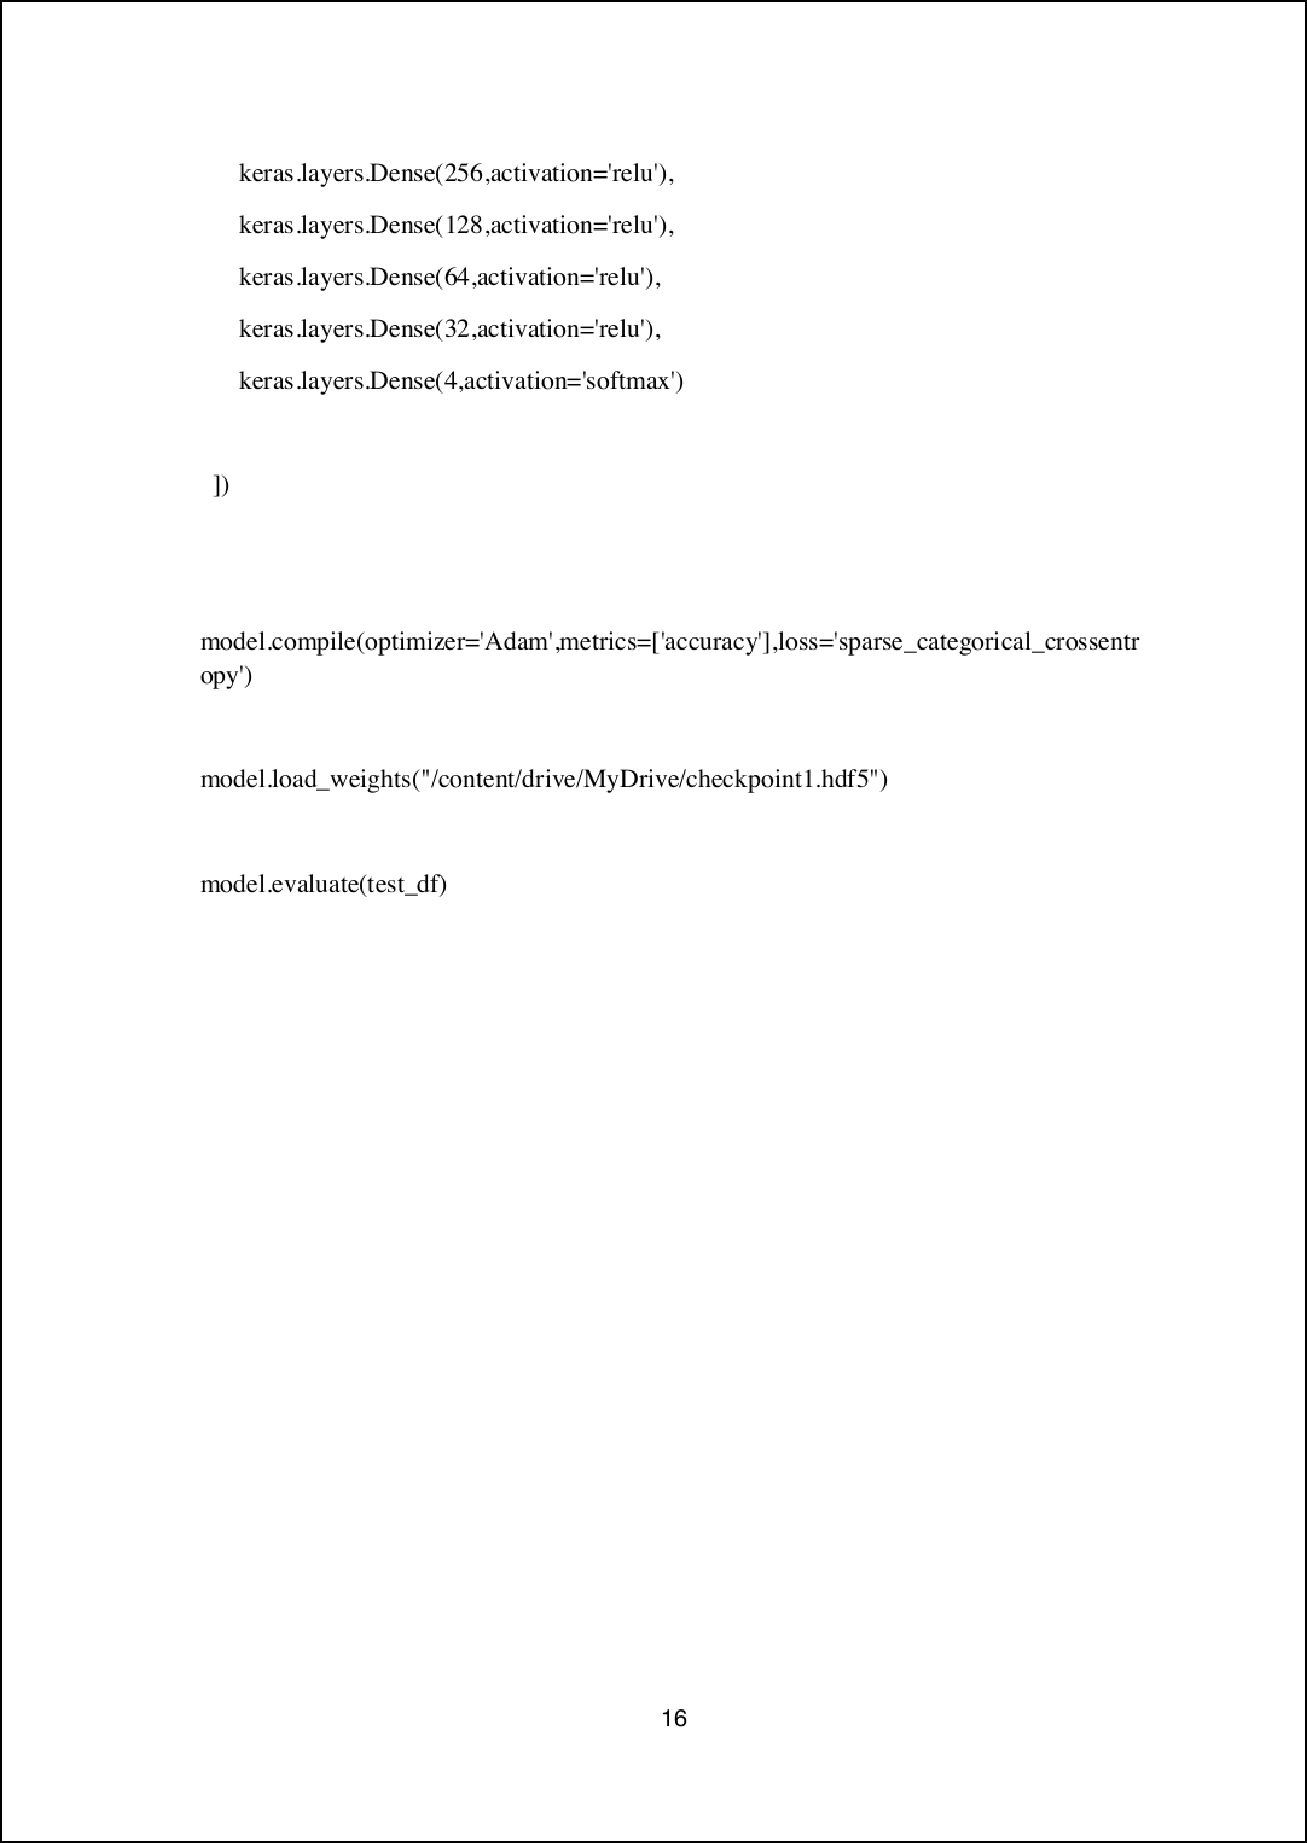 keras.layers.Dense(256,activation='relu'),
keras.layers.Dense(128,activation='relu'),
keras.layers.Dense(64,activation='relu'),
keras.layers.Dense(32,activation='relu'),
keras.layers.Dense(4,activation='softmax')
])
model.compile(optimizer='Adam',metrics=['accuracy'],loss='sparse_categorical_crossentr
opy')
model.load_weights("/content/drive/MyDrive/checkpoint1.hdf5")
model.evaluate(test_df)
16